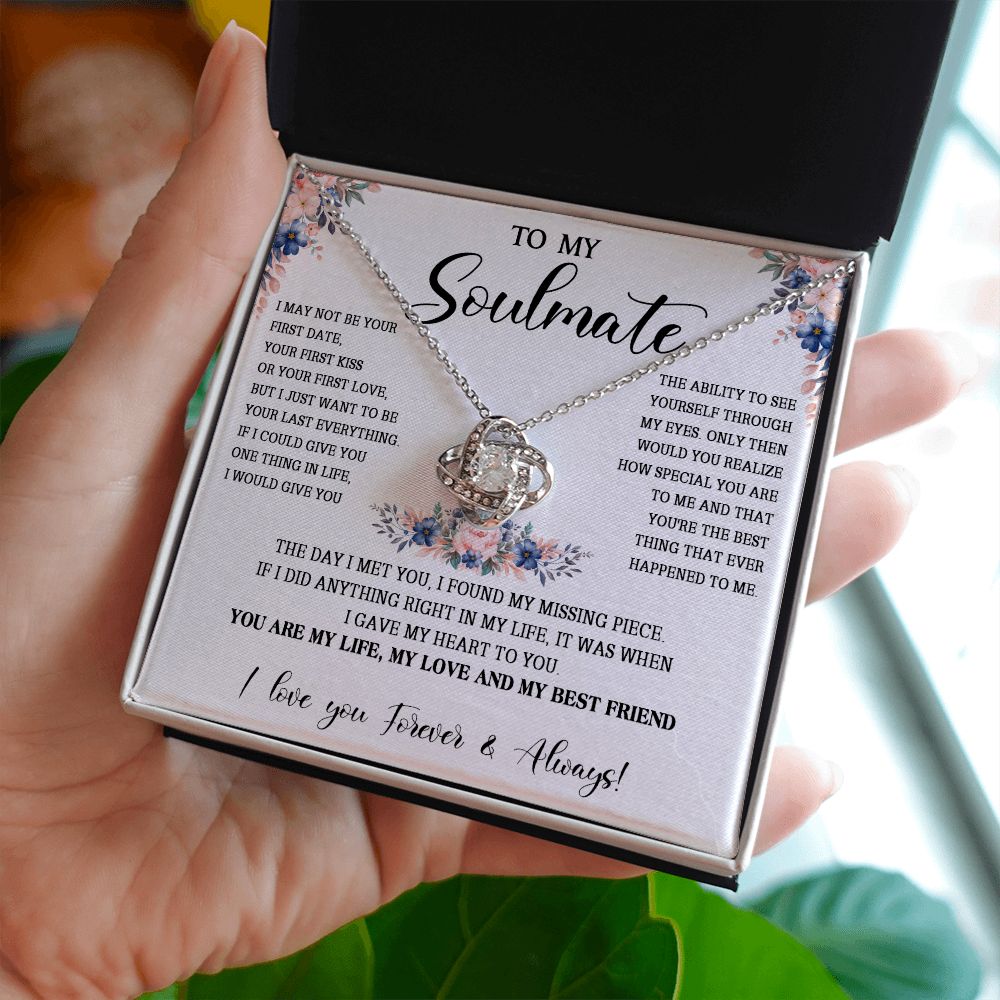 TO MY
Soulmate
I MAY NOT BE YOUR
FIRST DATE,
YOUR FIRST KISS
OR YOUR FIRST LOVE,
BUT I JUST WANT TO BE
YOUR LAST EVERYTHING.
IF I COULD GIVE YOU
ONE THING IN LIFE,
I WOULD GIVE YOU
THE ABILITY TO SEE
YOURSELF THROUGH
MY EYES. ONLY THEN
WOULD YOU REALIZE
HOW SPECIAL YOU ARE
TO ME AND THAT
YOU'RE THE BEST
THING THAT EVER
HAPPENED TO ME.
THE DAY I MET YOU, I FOUND MY MISSING PIECE.
IF I DID ANYTHING RIGHT IN MY LIFE, IT WAS WHEN
I GAVE MY HEART TO YOU.
YOU ARE MY LIFE, MY LOVE AND MY BEST FRIEND
I love you Forever & Always!